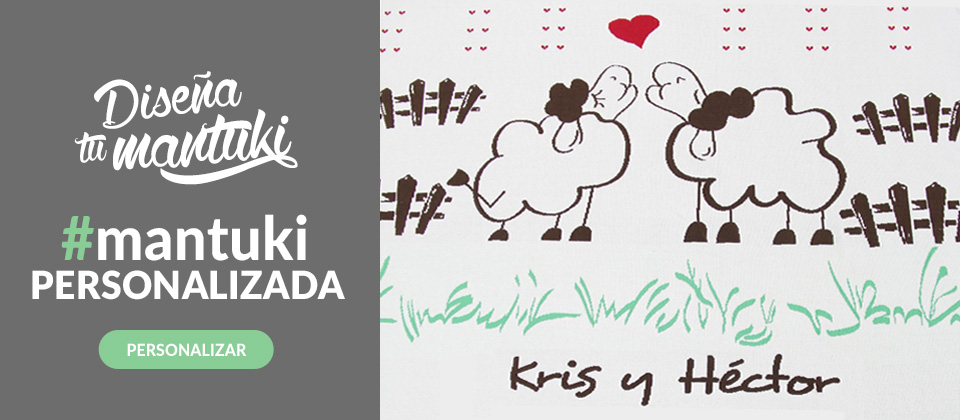 Diseña
tu mantuki
#mantuki
PERSONALIZADA
PERSONALIZAR
Kris y Héctor